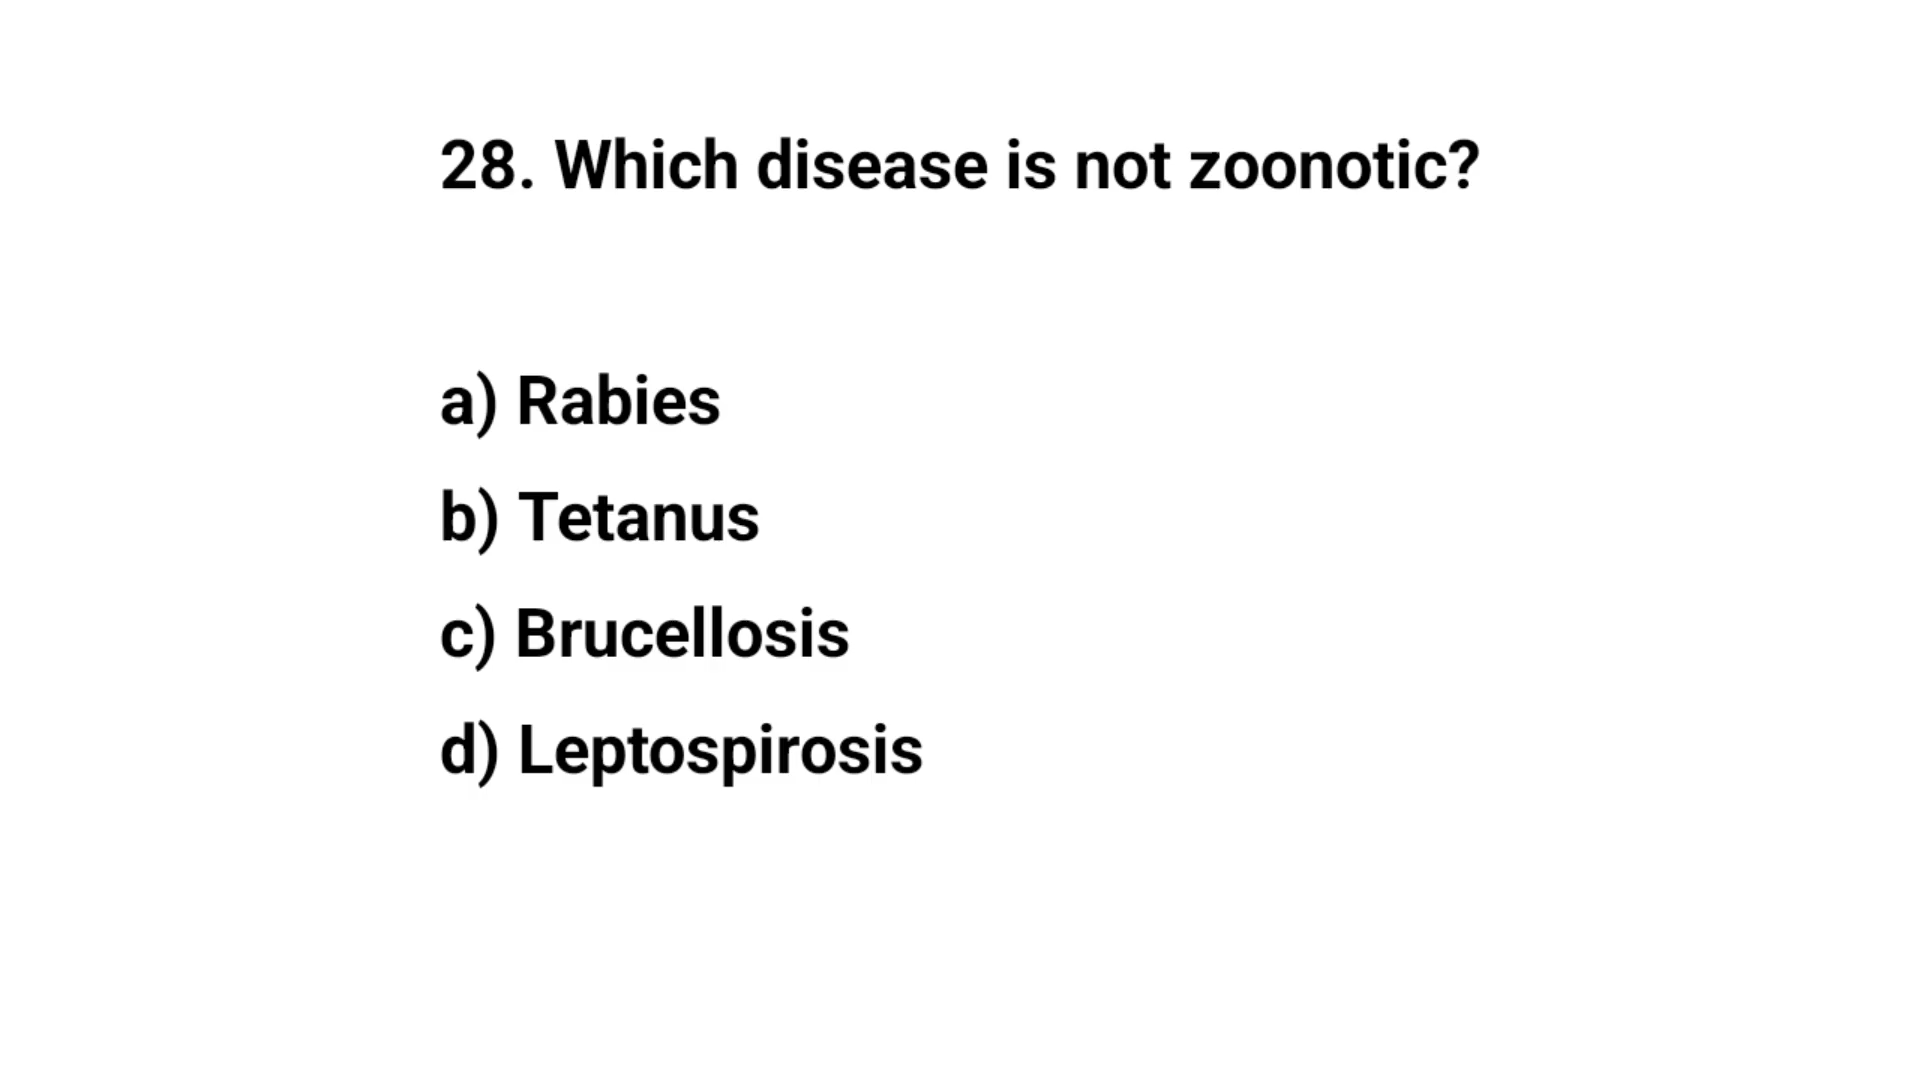 28. Which disease is not zoonotic?
a) Rabies
b) Tetanus
c) Brucellosis
d) Leptospirosis